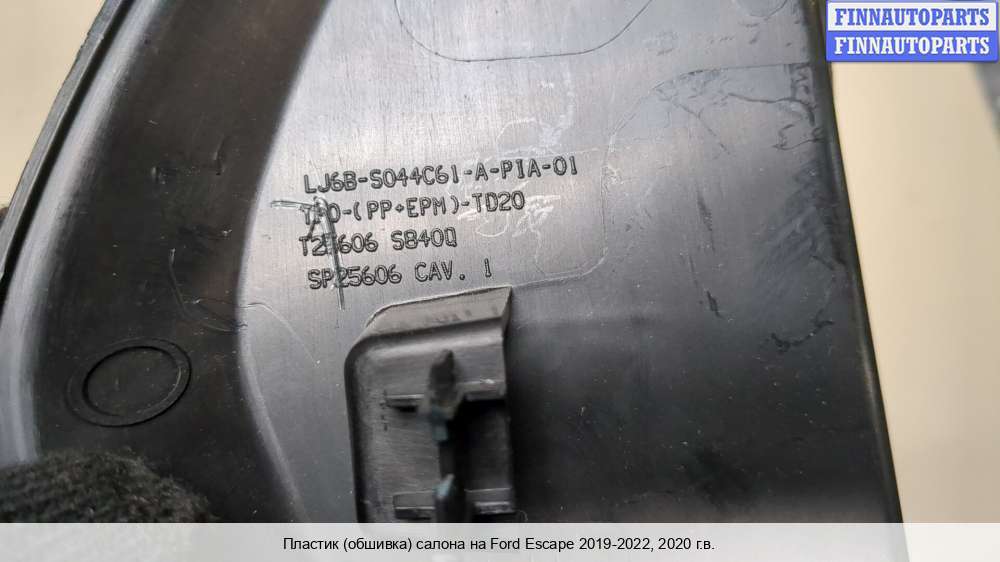 FINNAUTOPARTS
FINNAUTOPARTS
LJ6B-S044C61-A-PIA-01
-(PP+EPM)-TD20
S840Q
SP25606 CAV. 1
Пластик (обшивка) салона на Ford Escape 2019-2022, 2020 г.в.